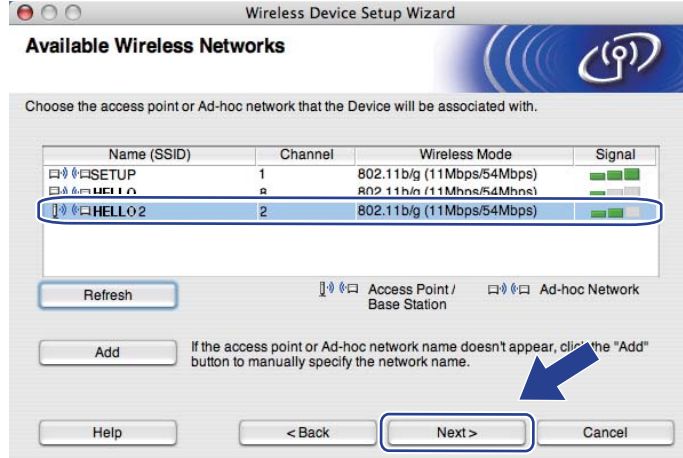 Wireless Device Setup Wizard
Available Wireless Networks
Choose the access point or Ad-hoc network that the Device will be associated with.
Name (SSID) Channel Wireless Mode Signal
SETUP 1 802.11b/g (11Mbps/54Mbps)
HELLO 8 802.11b/g (11Mbps/54Mbps)
HELLO2 2 802.11b/g (11Mbps/54Mbps)
Refresh
Access Point / Ad-hoc Network
Base Station
Add
If the access point or Ad-hoc network name doesn't appear, click the "Add"
button to manually specify the network name.
Help < Back Next > Cancel